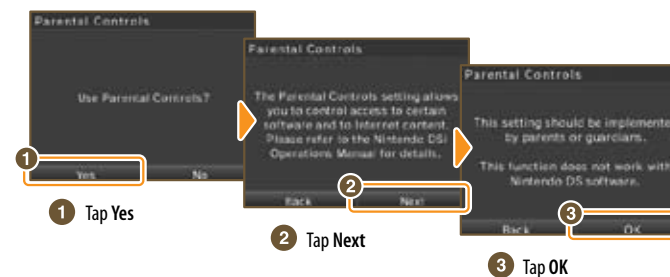 Parental Controls
Use Parental Controls?
1
Yes
No
1 Tap Yes
Parental Controls
The Parental Controls setting allows
you to control access to certain
software and to Internet content.
Please refer to the Nintendo DSi
Operations Manual for details.
2
Back
Next
2 Tap Next
Parental Controls
This setting should be implemente
by parents or guardians.
This function does not work with
Nintendo DS software.
3
Back
OK
3 Tap OK